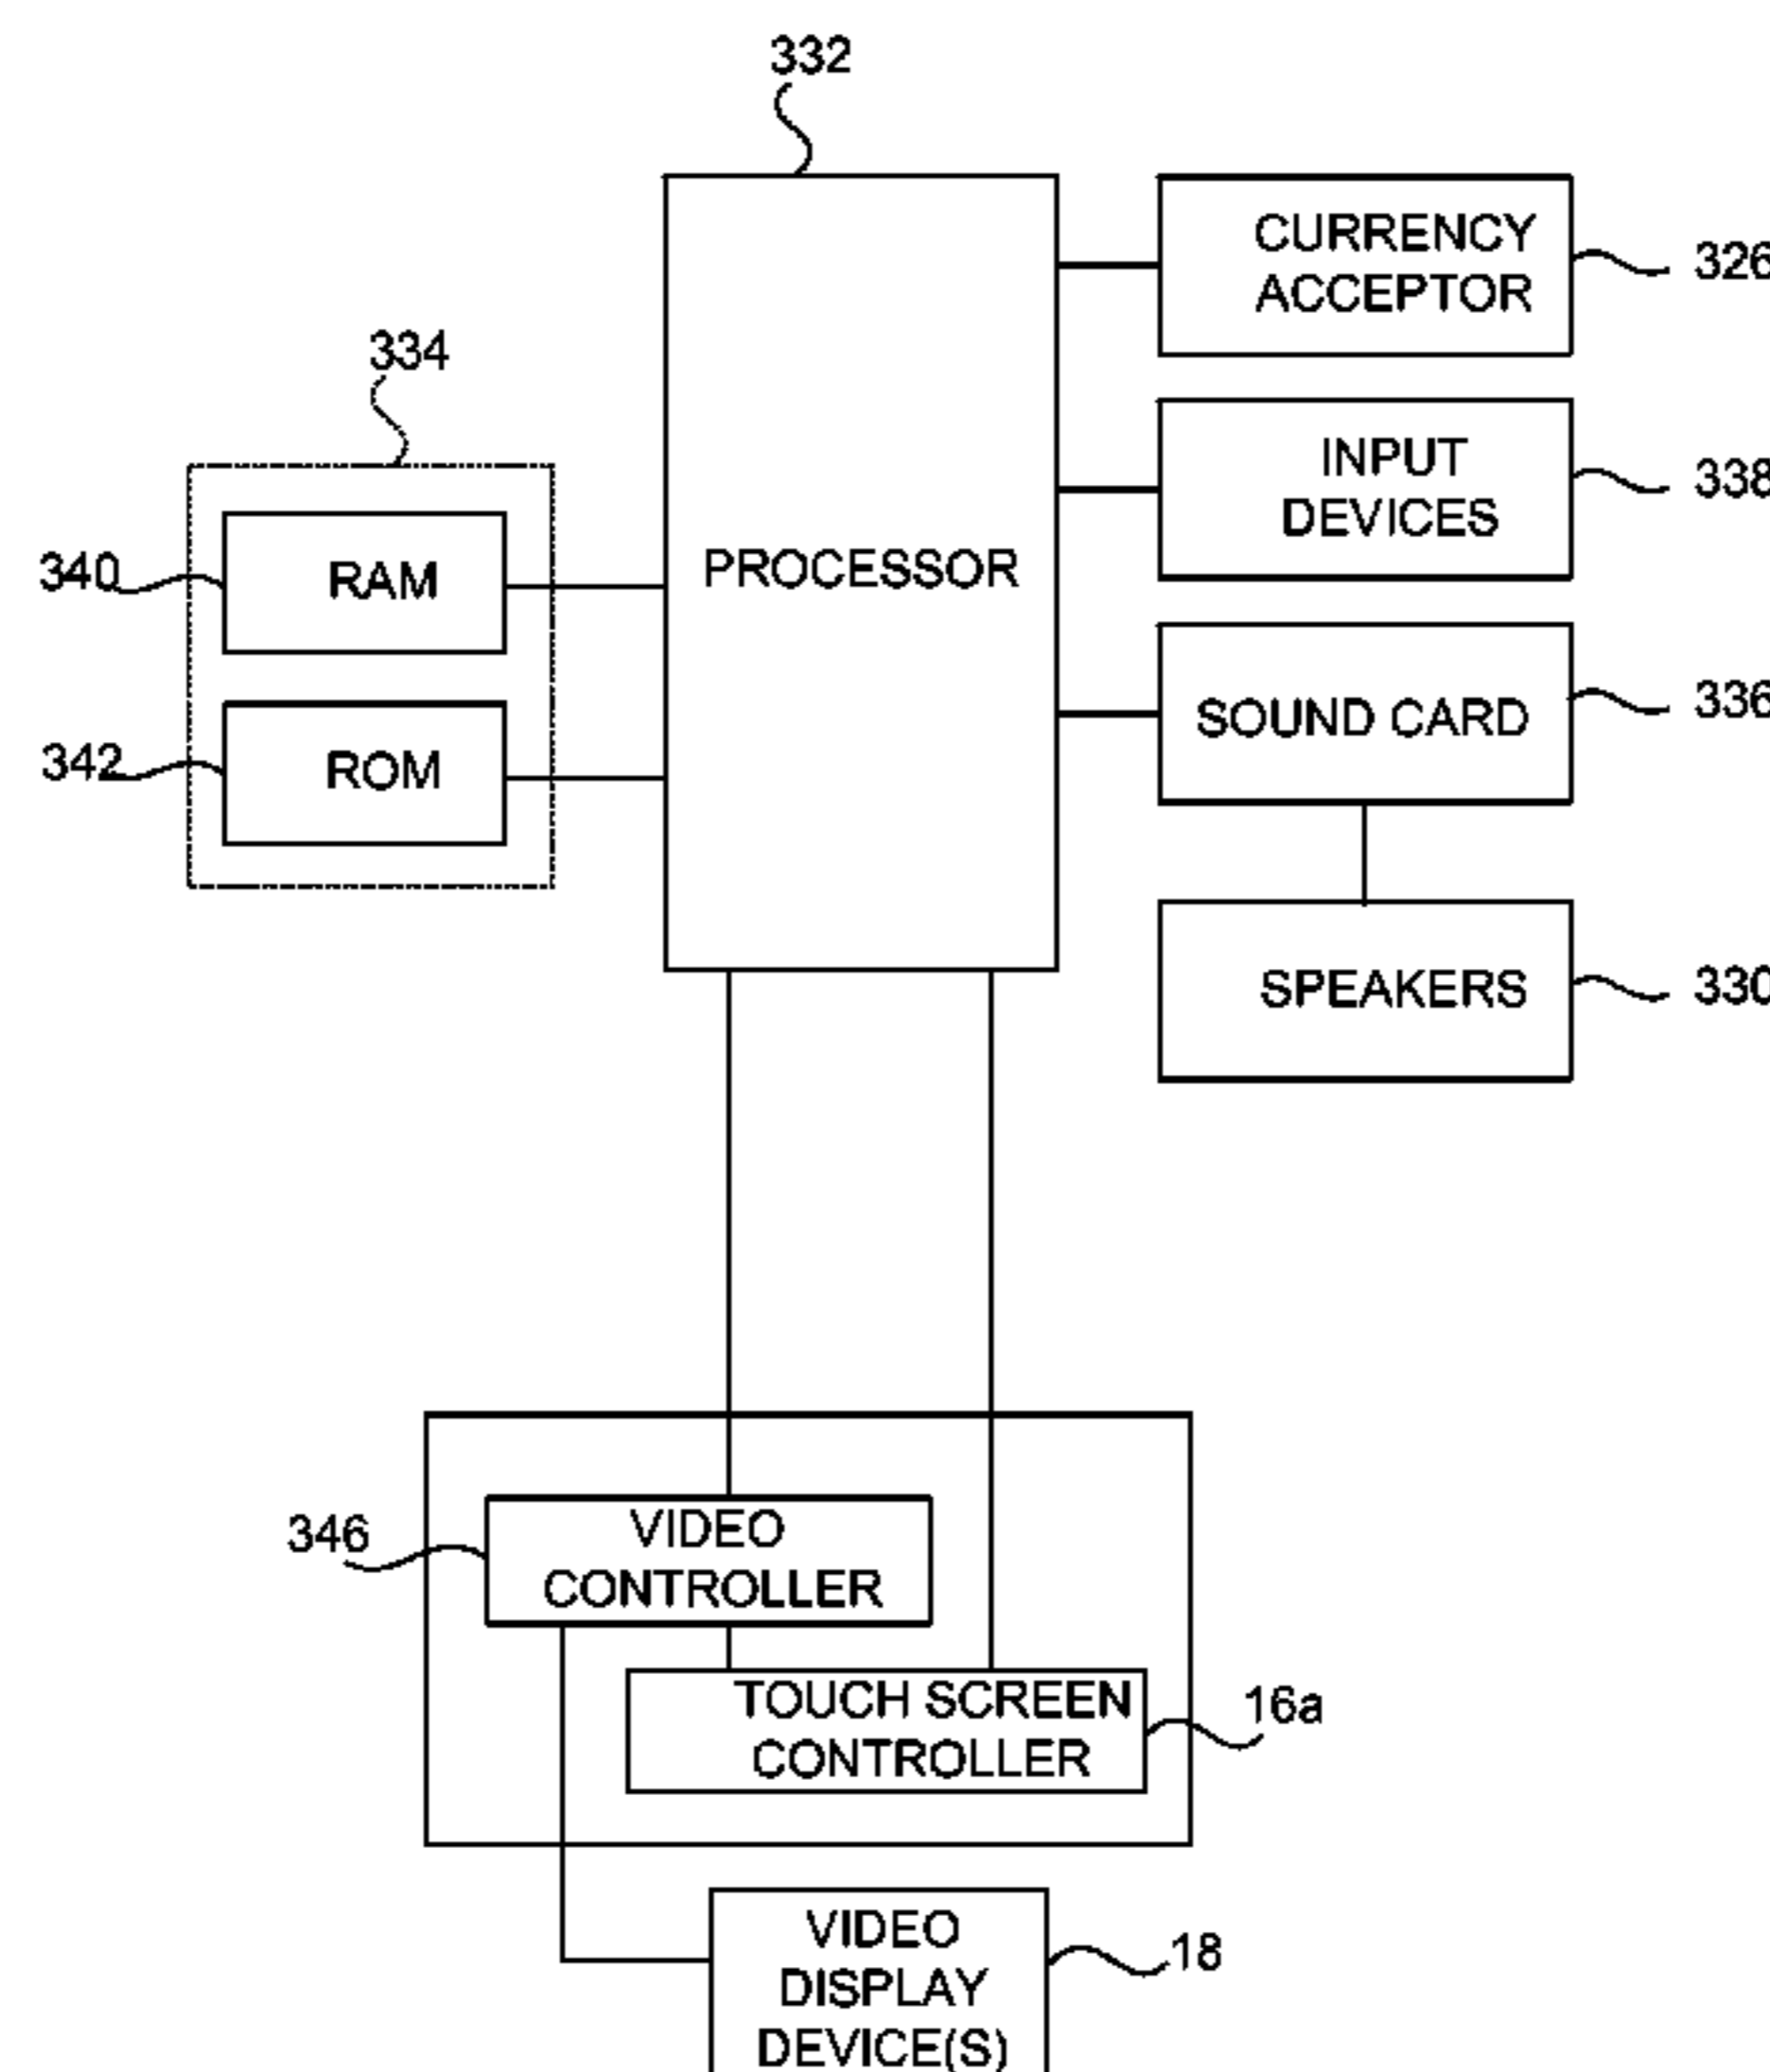 332
CURRENCY
ACCEPTOR
326
334
INPUT
DEVICES
338
340
RAM
PROCESSOR
SOUND CARD
336
342
ROM
SPEAKERS
330
346
VIDEO
CONTROLLER
TOUCH SCREEN
CONTROLLER
16a
VIDEO
DISPLAY
DEVICE(S)
18